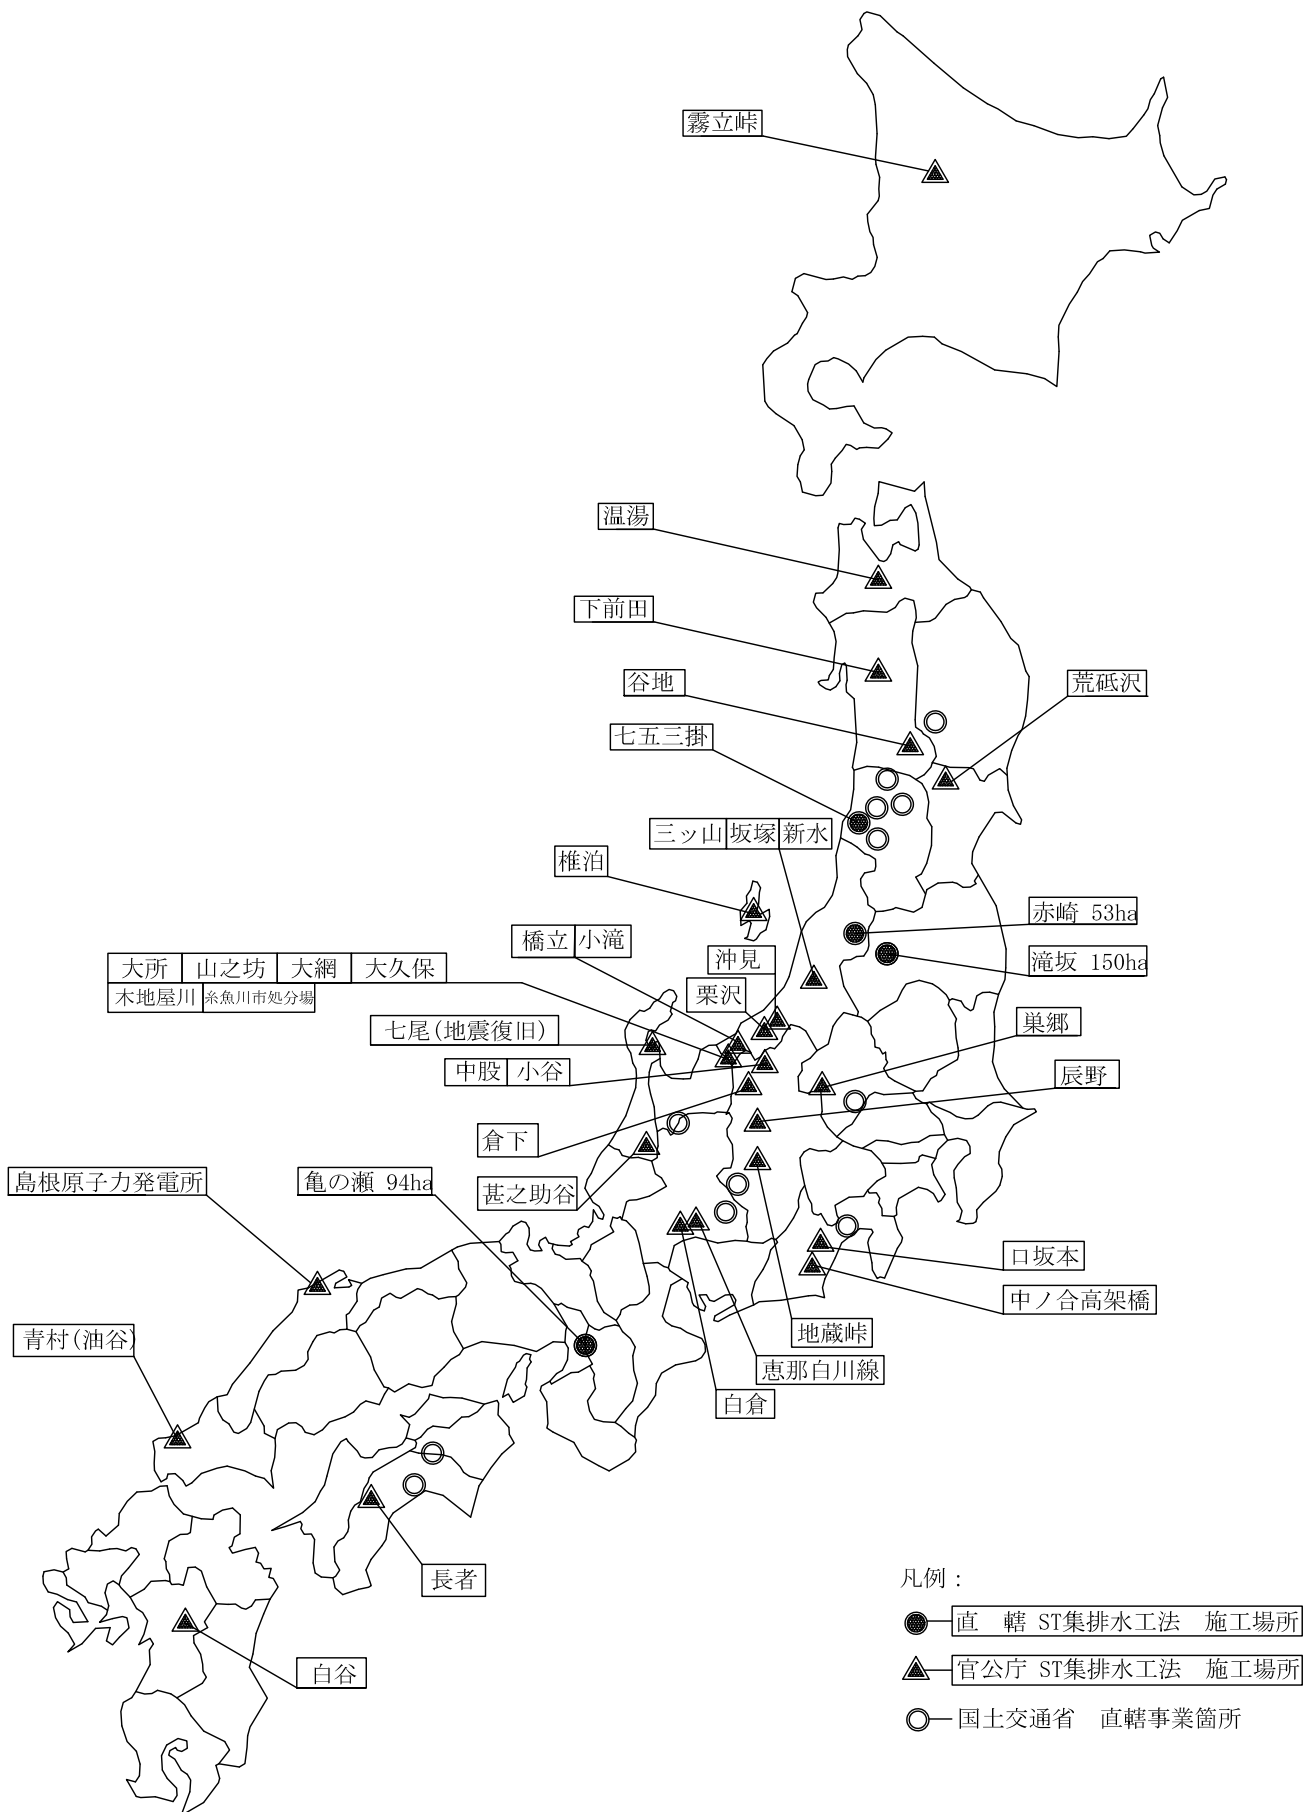 霧立峠
温湯
下前田
谷地
荒砥沢
七五三掛
三ッ山 坂塚 新水
椎泊
赤崎 53ha
橋立 小滝
沖見
滝坂 150ha
大所 山之坊 大網 大久保
木地屋川 糸魚川市処分場
栗沢
七尾(地震復旧)
巣郷
中股 小谷
辰野
倉下
島根原子力発電所
亀の瀬 94ha
甚之助谷
口坂本
中ノ合高架橋
青村(油谷)
地蔵峠
恵那白川線
白倉
長者
白谷
凡例：
直　轄 ST集排水工法　施工場所
官公庁 ST集排水工法　施工場所
国土交通省　直轄事業箇所